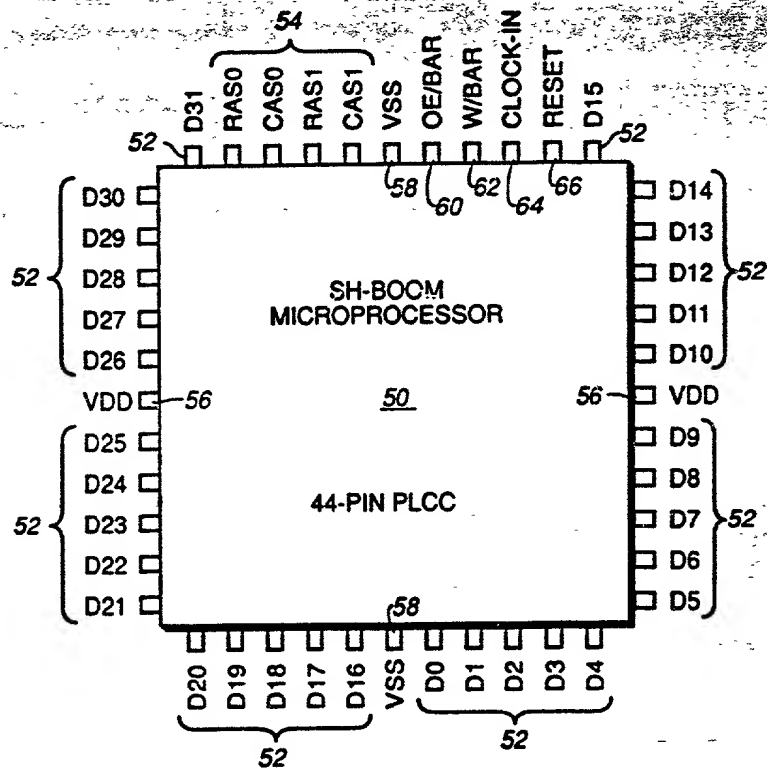 54
D31 RAS0 CAS0 RAS1 CAS1 VSS OE/BAR W/BAR CLOCK-IN RESET D15
52 58 60 62 64 66 52
D30 D14
D29 D13
52 D28 D12 52
D27 D11
D26 D10
SH-BOOM
MICROPROCESSOR
VDD 56 50 56 VDD
D25 D9
D24 D8
44-PIN PLCC
52 D23 D7 52
D22 D6
D21 D5
58
D20 D19 D18 D17 D16 VSS D0 D1 D2 D3 D4
52 52